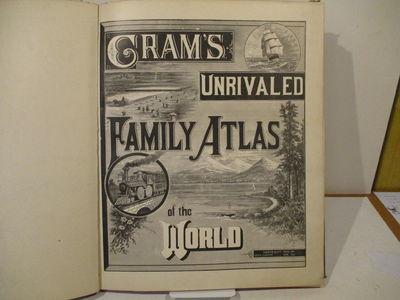 CRAM'S
UNRIVALED
FAMILY ATLAS
of the
WORLD